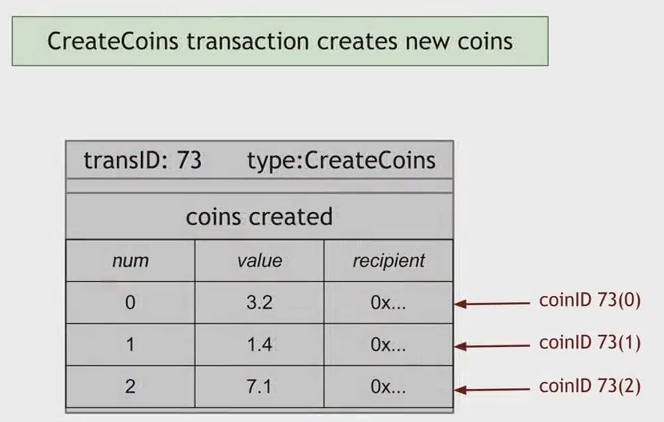 CreateCoins transaction creates new coins
transID: 73 type:CreateCoins
coins created
num value recipient
0 3.2 0x... coinID 73(0)
1 1.4 0x... coinID 73(1)
2 7.1 0x... coinID 73(2)